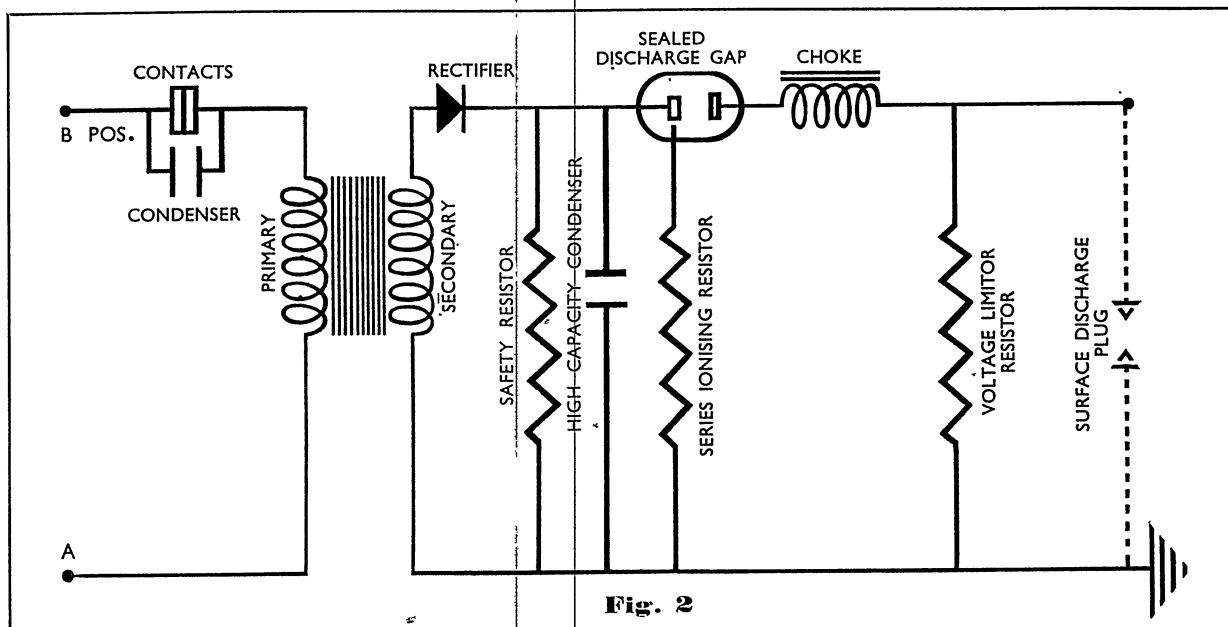 SEALED
DISCHARGE GAP
CHOKE
CONTACTS
RECTIFIER
B POS.
CONDENSER
PRIMARY
SECONDARY
SAFETY RESISTOR
HIGH CAPACITY CONDENSER
SERIES IONISING RESISTOR
VOLTAGE LIMITOR
RESISTOR
SURFACE DISCHARGE
PLUG
A
Fig. 2